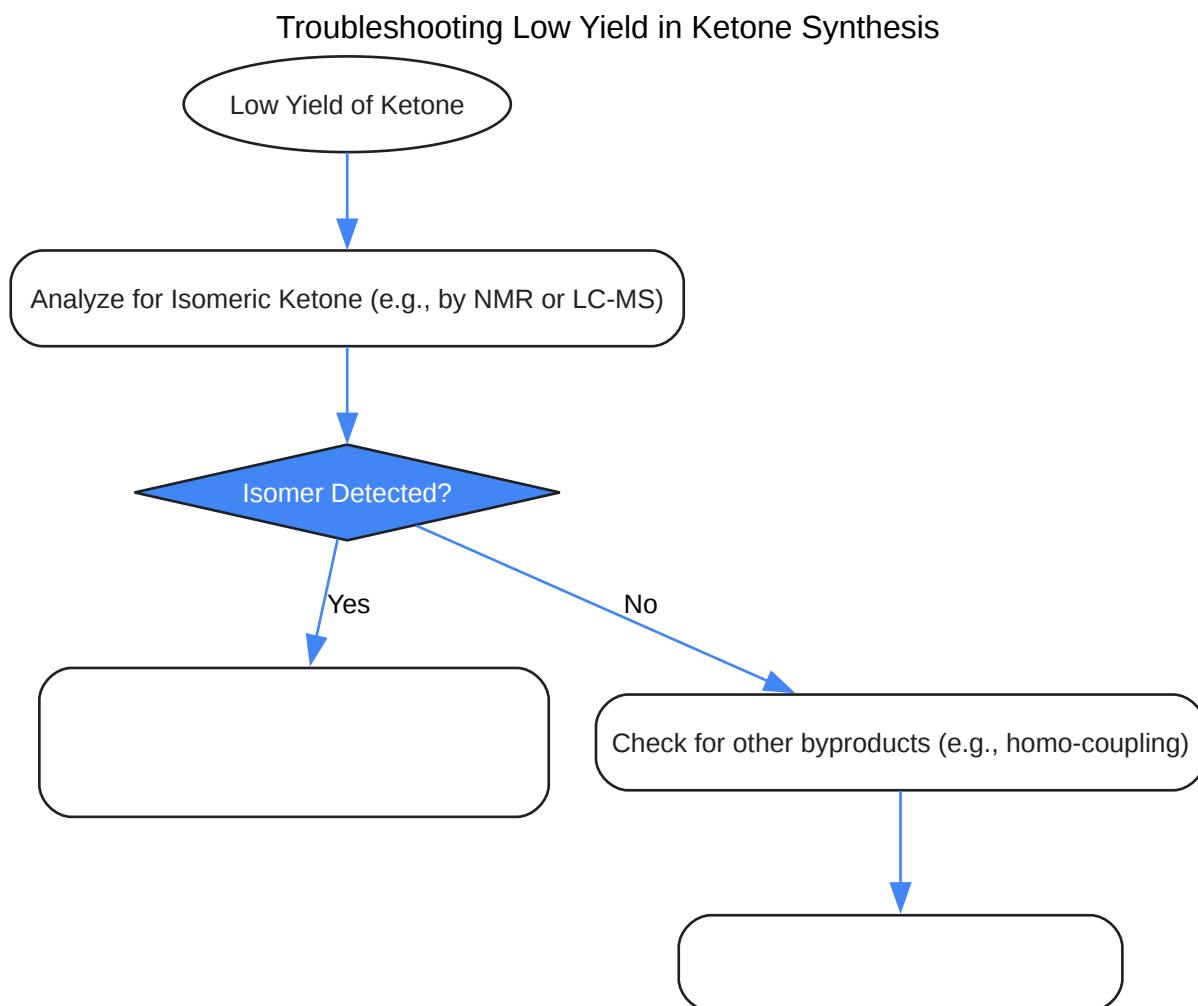 Troubleshooting Low Yield in Ketone Synthesis
Low Yield of Ketone
Analyze for Isomeric Ketone (e.g., by NMR or LC-MS)
Isomer Detected?
Yes
No
Check for other byproducts (e.g., homo-coupling)